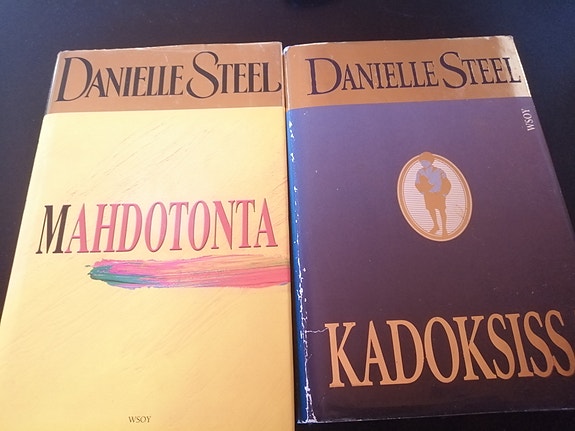 DANIELLE STEEL
MAHDOTONTA
WSOY
DANIELLE STEEL
WSOY
KADOKSISS